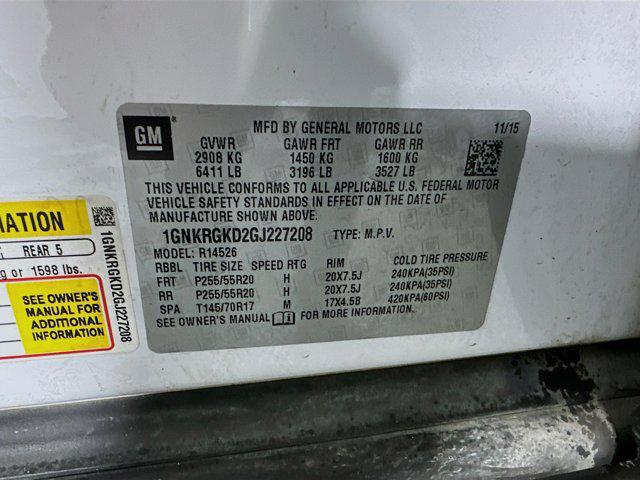 GM
®
MFD BY GENERAL MOTORS LLC 11/15
GVWR GAWR FRT GAWR RR
2908 KG 1450 KG 1600 KG
6411 LB 3196 LB 3527 LB
THIS VEHICLE CONFORMS TO ALL APPLICABLE U.S. FEDERAL MOTOR
VEHICLE SAFETY STANDARDS IN EFFECT ON THE DATE OF
MANUFACTURE SHOWN ABOVE.
1GNKRGKD2GJ227208 TYPE: M.P.V.
MODEL: R14526
RBBL TIRE SIZE SPEED RTG RIM COLD TIRE PRESSURE
FRT P255/55R20 H 20X7.5J 240KPA(35PSI)
RR P255/55R20 H 20X7.5J 240KPA(35PSI)
SPA T145/70R17 M 17X4.5B 420KPA(60PSI)
SEE OWNER'S MANUAL FOR MORE INFORMATION.
MATION
REAR 5
g or 1598 lbs.
SEE OWNER'S
MANUAL FOR
ADDITIONAL
INFORMATION
1GNKRGKD2GJ227208